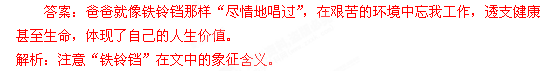 答案：爸爸就像铁铃铛那样“尽情地唱过”，在艰苦的环境中忘我工作，透支健康
甚至生命，体现了自己的人生价值。
解析：注意“铁铃铛”在文中的象征含义。